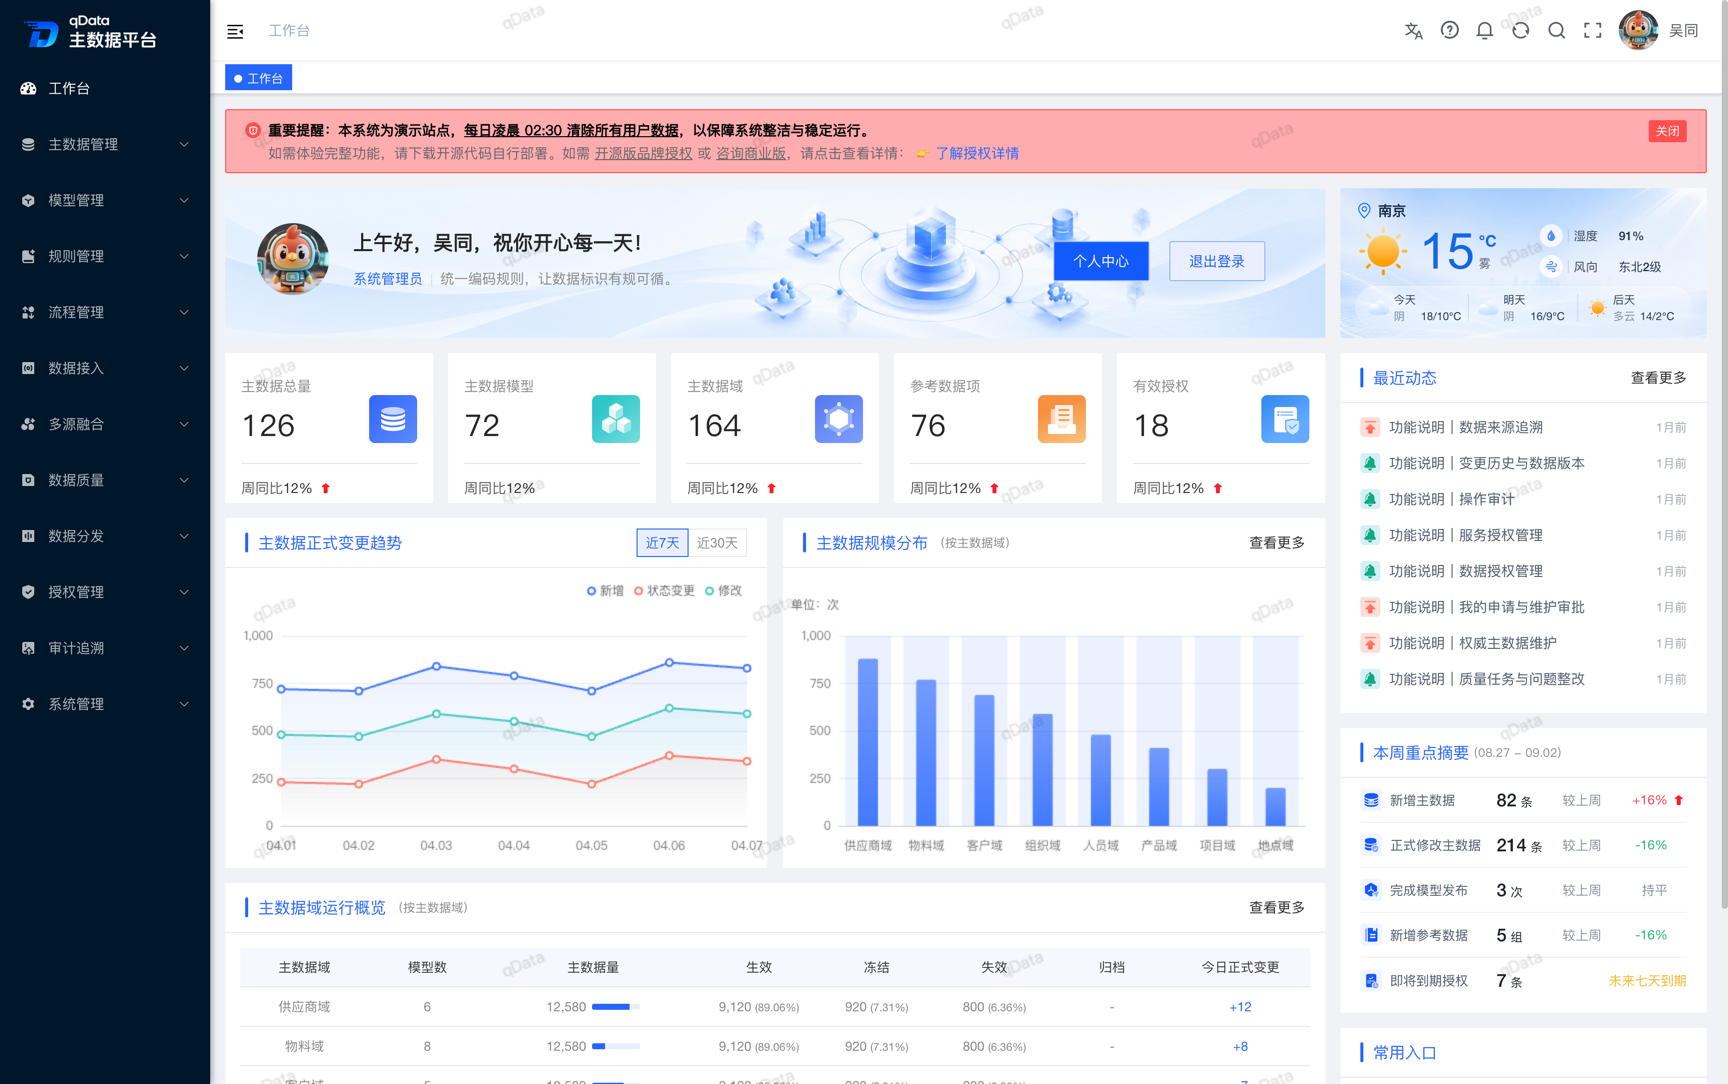 qData
主数据平台
工作台
主数据管理
模型管理
规则管理
流程管理
数据接入
多源融合
数据质量
数据分发
授权管理
审计追溯
系统管理
工作台
吴同
工作台
重要提醒：本系统为演示站点，每日凌晨 02:30 清除所有用户数据，以保障系统整洁与稳定运行。
如需体验完整功能，请下载开源代码自行部署。如需 开源版品牌授权 或 咨询商业版，请点击查看详情： 👉 了解授权详情
关闭
上午好，吴同，祝你开心每一天！
系统管理员 | 统一编码规则，让数据标识有规可循。
个人中心
退出登录
南京
15 °C 雾
湿度 91%
风向 东北2级
今天 阴 18/10°C
明天 阴 16/9°C
后天 多云 14/2°C
主数据总量
126
周同比12%
主数据模型
72
周同比12%
主数据域
164
周同比12%
参考数据项
76
周同比12%
有效授权
18
周同比12%
主数据正式变更趋势
近7天 近30天
新增 状态变更 修改
1,000
750
500
250
0
04.01 04.02 04.03 04.04 04.05 04.06 04.07
主数据规模分布 (按主数据域)
查看更多
单位：次
1,000
750
500
250
0
供应商域 物料域 客户域 组织域 人员域 产品域 项目域 地点域
主数据域运行概览 (按主数据域)
查看更多
主数据域 模型数 主数据量 生效 冻结 失效 归档 今日正式变更
供应商域 6 12,580 9,120 (89.06%) 920 (7.31%) 800 (6.36%) - +12
物料域 8 12,580 9,120 (89.06%) 920 (7.31%) 800 (6.36%) - +8
最近动态
查看更多
功能说明｜数据来源追溯 1月前
功能说明｜变更历史与数据版本 1月前
功能说明｜操作审计 1月前
功能说明｜服务授权管理 1月前
功能说明｜数据授权管理 1月前
功能说明｜我的申请与维护审批 1月前
功能说明｜权威主数据维护 1月前
功能说明｜质量任务与问题整改 1月前
本周重点摘要 (08.27 – 09.02)
新增主数据 82 条 较上周 +16%
正式修改主数据 214 条 较上周 -16%
完成模型发布 3 次 较上周 持平
新增参考数据 5 组 较上周 -16%
即将到期授权 7 条 未来七天到期
常用入口
qData